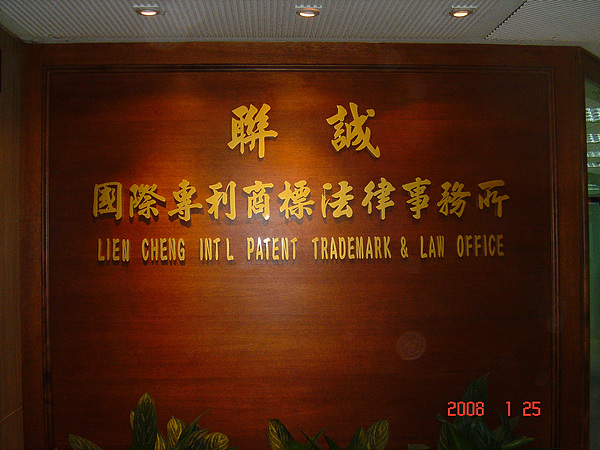 聯誠
國際專利商標法律事務所
LIEN CHENG INT'L PATENT TRADEMARK & LAW OFFICE
2008 1 25